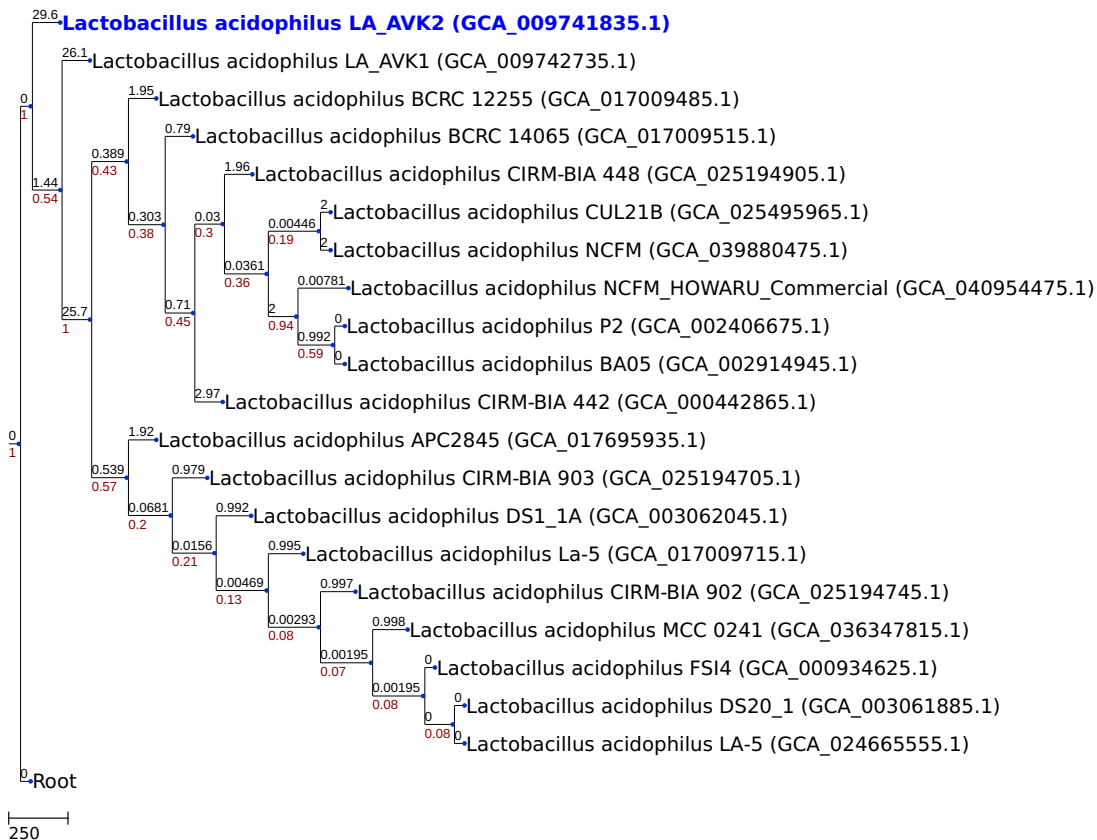 29.6
Lactobacillus acidophilus LA_AVK2 (GCA_009741835.1)
26.1
Lactobacillus acidophilus LA_AVK1 (GCA_009742735.1)
1.95
Lactobacillus acidophilus BCRC 12255 (GCA_017009485.1)
0
1
0.79
Lactobacillus acidophilus BCRC 14065 (GCA_017009515.1)
0.389
0.43
1.96
Lactobacillus acidophilus CIRM-BIA 448 (GCA_025194905.1)
1.44
0.54
2
Lactobacillus acidophilus CUL21B (GCA_025495965.1)
0.303
0.38
0.03
0.3
0.00446
0.19
2
Lactobacillus acidophilus NCFM (GCA_039880475.1)
0.0361
0.36
0.00781
Lactobacillus acidophilus NCFM_HOWARU_Commercial (GCA_040954475.1)
25.7
1
0.71
0.45
2
0.94
0
Lactobacillus acidophilus P2 (GCA_002406675.1)
0.992
0.59
0
Lactobacillus acidophilus BA05 (GCA_002914945.1)
2.97
Lactobacillus acidophilus CIRM-BIA 442 (GCA_000442865.1)
0
1
1.92
Lactobacillus acidophilus APC2845 (GCA_017695935.1)
0.539
0.57
0.979
Lactobacillus acidophilus CIRM-BIA 903 (GCA_025194705.1)
0.0681
0.2
0.992
Lactobacillus acidophilus DS1_1A (GCA_003062045.1)
0.0156
0.21
0.995
Lactobacillus acidophilus La-5 (GCA_017009715.1)
0.00469
0.13
0.997
Lactobacillus acidophilus CIRM-BIA 902 (GCA_025194745.1)
0.00293
0.08
0.998
Lactobacillus acidophilus MCC 0241 (GCA_036347815.1)
0.00195
0.07
0
Lactobacillus acidophilus FSI4 (GCA_000934625.1)
0.00195
0.08
0
Lactobacillus acidophilus DS20_1 (GCA_003061885.1)
0
0.08
0
Lactobacillus acidophilus LA-5 (GCA_024665555.1)
0
Root
250